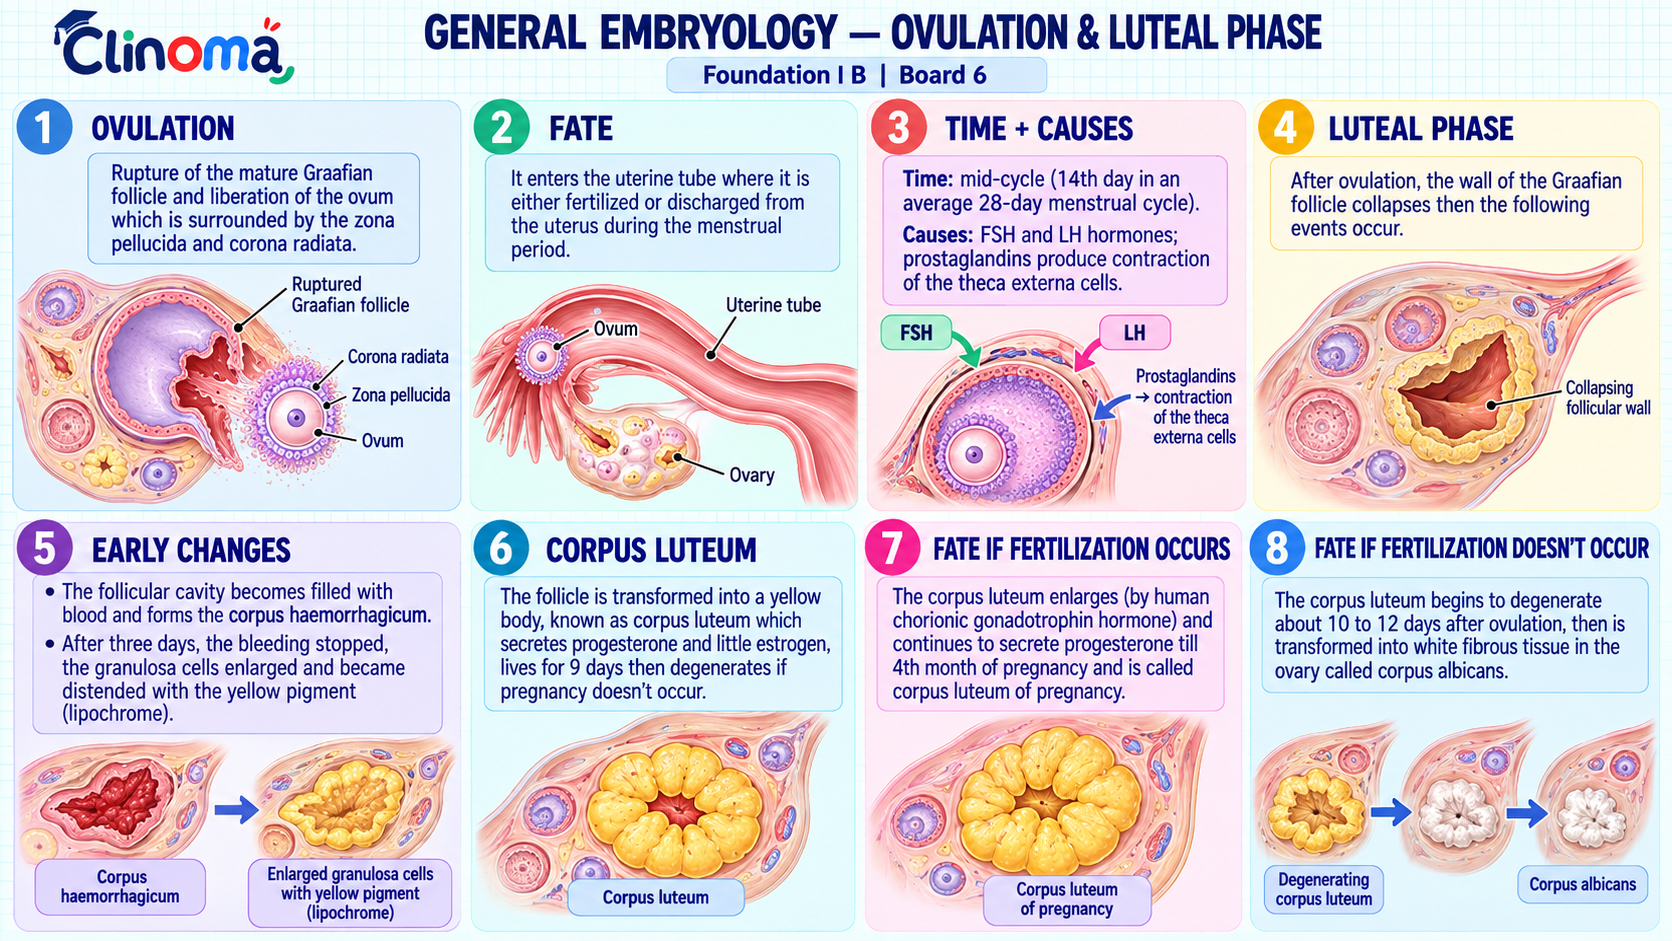 Clinoma
GENERAL EMBRYOLOGY — OVULATION & LUTEAL PHASE
Foundation I B | Board 6
1 OVULATION
Rupture of the mature Graafian
follicle and liberation of the ovum
which is surrounded by the zona
pellucida and corona radiata.
Ruptured
Graafian follicle
Corona radiata
Zona pellucida
Ovum
2 FATE
It enters the uterine tube where it is
either fertilized or discharged from
the uterus during the menstrual
period.
Ovum
Uterine tube
Ovary
3 TIME + CAUSES
Time: mid-cycle (14th day in an
average 28-day menstrual cycle).
Causes: FSH and LH hormones;
prostaglandins produce contraction
of the theca externa cells.
FSH
LH
Prostaglandins
→ contraction
of the theca
externa cells
4 LUTEAL PHASE
After ovulation, the wall of the Graafian
follicle collapses then the following
events occur.
Collapsing
follicular wall
5 EARLY CHANGES
• The follicular cavity becomes filled with
blood and forms the corpus haemorrhagicum.
• After three days, the bleeding stopped,
the granulosa cells enlarged and became
distended with the yellow pigment
(lipochrome).
Corpus
haemorrhagicum
Enlarged granulosa cells
with yellow pigment
(lipochrome)
6 CORPUS LUTEUM
The follicle is transformed into a yellow
body, known as corpus luteum which
secretes progesterone and little estrogen,
lives for 9 days then degenerates if
pregnancy doesn't occur.
Corpus luteum
7 FATE IF FERTILIZATION OCCURS
The corpus luteum enlarges (by human
chorionic gonadotrophin hormone) and
continues to secrete progesterone till
4th month of pregnancy and is called
corpus luteum of pregnancy.
Corpus luteum
of pregnancy
8 FATE IF FERTILIZATION DOESN'T OCCUR
The corpus luteum begins to degenerate
about 10 to 12 days after ovulation, then is
transformed into white fibrous tissue in the
ovary called corpus albicans.
Degenerating
corpus luteum
Corpus albicans